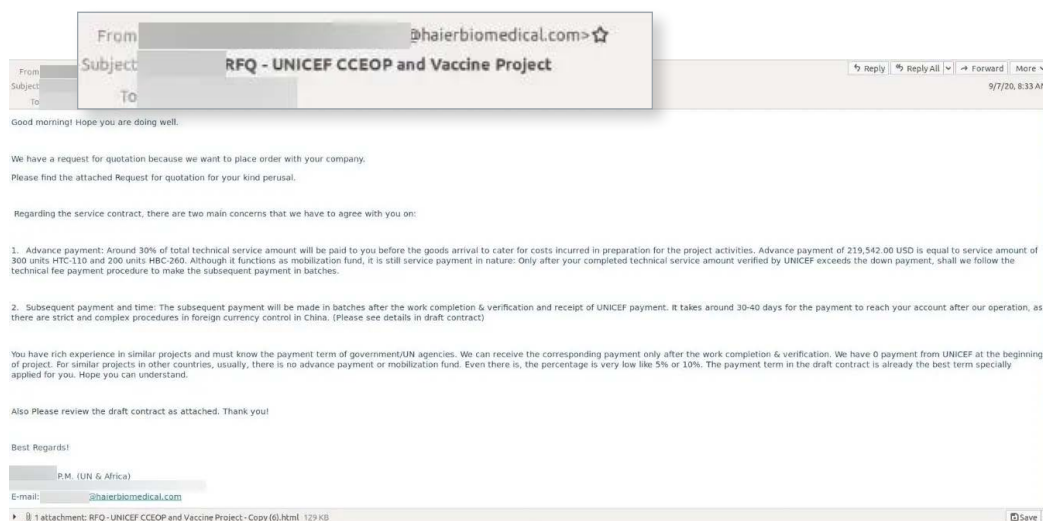 From @haierbiomedical.com>
Subject RFQ - UNICEF CCEOP and Vaccine Project
To
From
Subject
To
Reply Reply All Forward More
9/7/20, 8:33 AM
Good morning! Hope you are doing well.
We have a request for quotation because we want to place order with your company.
Please find the attached Request for quotation for your kind perusal.
Regarding the service contract, there are two main concerns that we have to agree with you on:
1. Advance payment: Around 30% of total technical service amount will be paid to you before the goods arrival to cater for costs incurred in preparation for the project activities. Advance payment of 219,542.00 USD is equal to service amount of
300 units HTC-110 and 200 units HBC-260. Although it functions as mobilization fund, it is still service payment in nature: Only after your completed technical service amount verified by UNICEF exceeds the down payment, shall we follow the
technical fee payment procedure to make the subsequent payment in batches.
2. Subsequent payment and time: The subsequent payment will be made in batches after the work completion & verification and receipt of UNICEF payment. It takes around 30-40 days for the payment to reach your account after our operation, as
there are strict and complex procedures in foreign currency control in China. (Please see details in draft contract)
You have rich experience in similar projects and must know the payment term of government/UN agencies. We can receive the corresponding payment only after the work completion & verification. We have 0 payment from UNICEF at the beginning
of project. For similar projects in other countries, usually, there is no advance payment or mobilization fund. Even there is, the percentage is very low like 5% or 10%. The payment term in the draft contract is already the best term specially
applied for you. Hope you can understand.
Also Please review the draft contract as attached. Thank you!
Best Regards!
P.M. (UN & Africa)
E-mail: @haierbiomedical.com
1 attachment: RFQ - UNICEF CCEOP and Vaccine Project - Copy (6).html 129 KB
Save